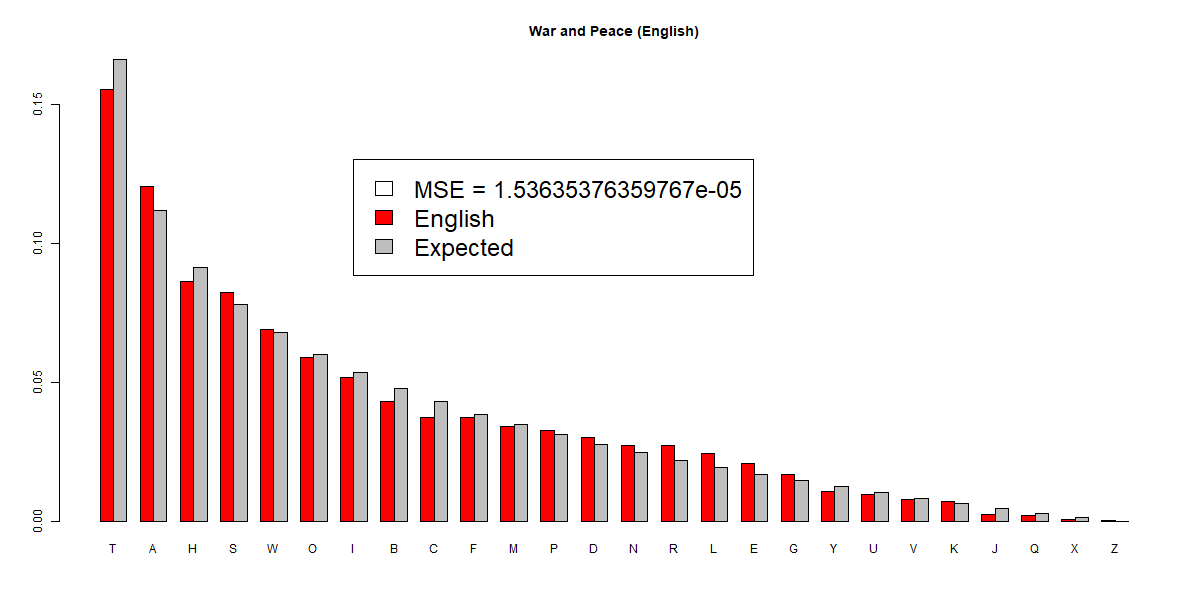 War and Peace (English)
0.15
0.10
0.05
0.00
MSE = 1.53635376359767e-05
English
Expected
T A H S W O I B C F M P D N R L E G Y U V K J Q X Z